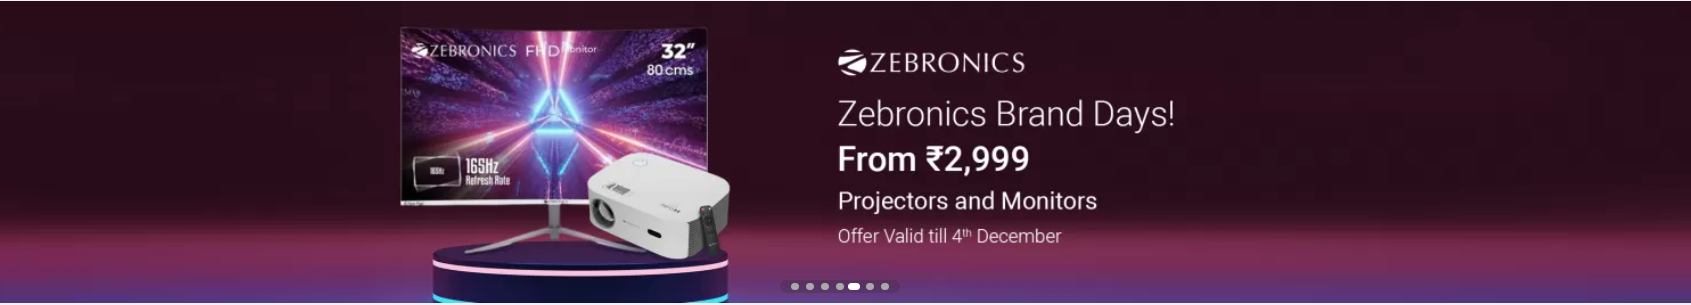 ZEBRONICS FHD Monitor
32"
80 cms
165Hz
165Hz
Refresh Rate
ZEBRONICS
Zebronics Brand Days!
From ₹2,999
Projectors and Monitors
Offer Valid till 4th December